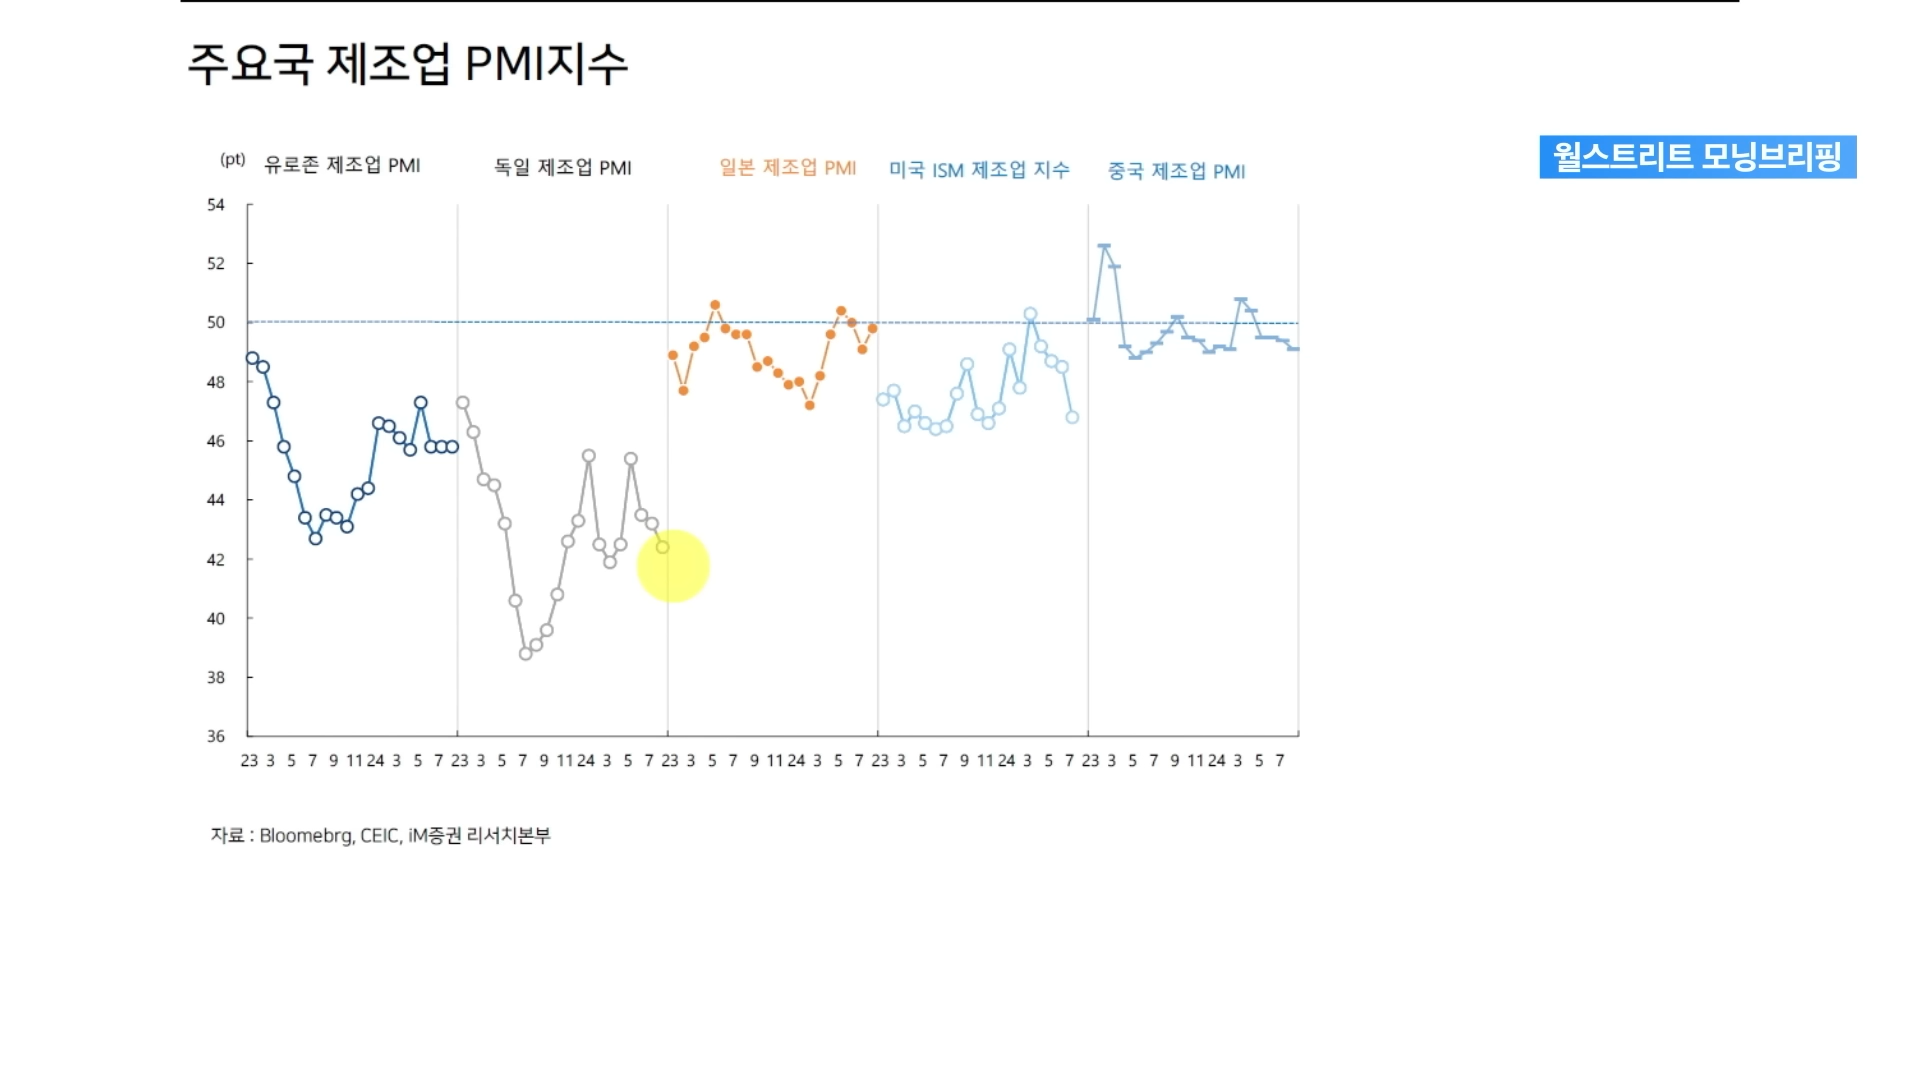 주요국 제조업 PMI지수
월스트리트 모닝브리핑
(pt) 유로존 제조업 PMI 독일 제조업 PMI 일본 제조업 PMI 미국 ISM 제조업 지수 중국 제조업 PMI
54
52
50
48
46
44
42
40
38
36
23 3 5 7 9 11 24 3 5 7 23 3 5 7 9 11 24 3 5 7 23 3 5 7 9 11 24 3 5 7 23 3 5 7 9 11 24 3 5 7 23 3 5 7 9 11 24 3 5 7
자료 : Bloomebrg, CEIC, iM증권 리서치본부